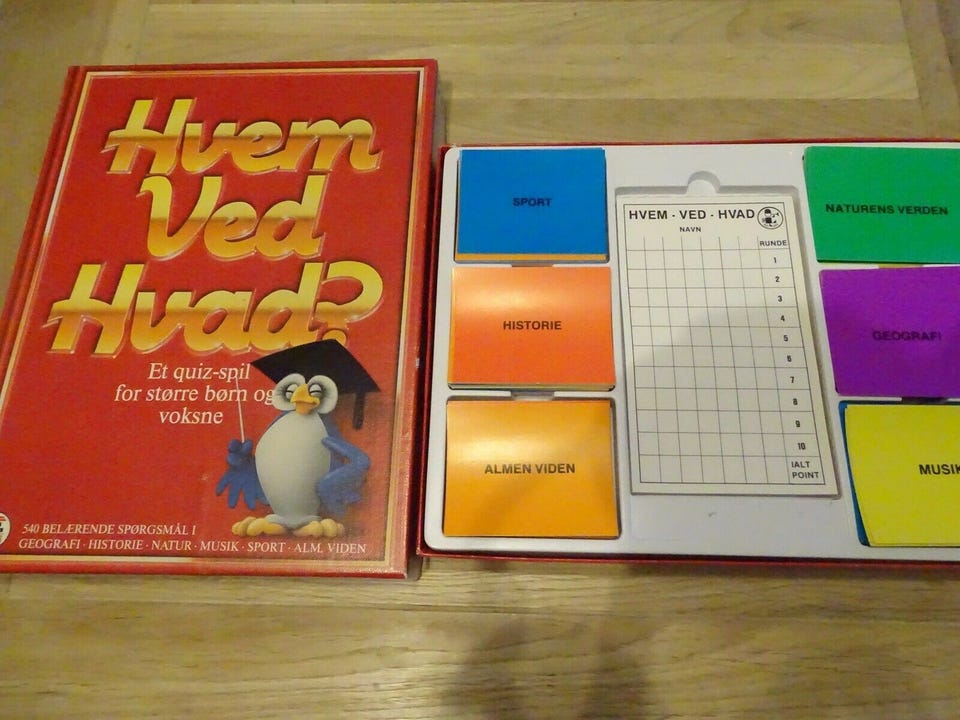 Hvem
Ved
Hvad?
Et quiz-spil
for større børn og
voksne
540 BELÆRENDE SPØRGSMÅL I
GEOGRAFI · HISTORIE · NATUR · MUSIK · SPORT · ALM. VIDEN
SPORT
HISTORIE
ALMEN VIDEN
HVEM · VED · HVAD
NAVN
RUNDE
1
2
3
4
5
6
7
8
9
10
IALT
POINT
NATURENS VERDEN
GEOGRAFI
MUSIK